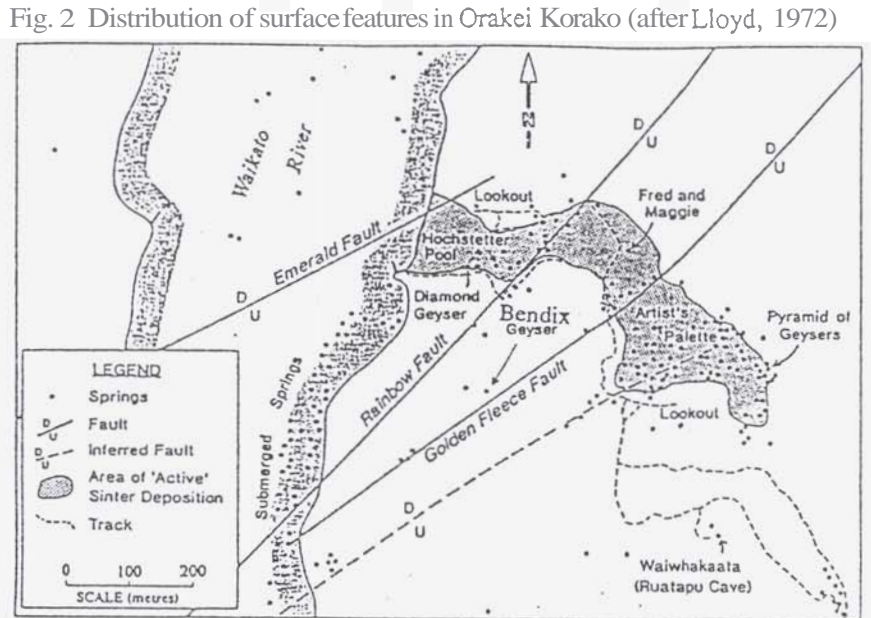 Fig. 2 Distribution of surface features in Orakei Korako (after Lloyd, 1972)
N
Waikato
River
D
U
D
U
Lookout
Fred and
Maggie
Hochstetter
Pool
Emerald Fault
D
U
Diamond
Geyser
Bendix
Geyser
Artist's
Palette
Pyramid of
Geysers
Rainbow Fault
Golden Fleece Fault
Lookout
Submerged Springs
D
U
Waiwhakaata
(Ruatapu Cave)
LEGEND
Springs
D
U
Fault
D
U
Inferred Fault
Area of 'Active'
Sinter Deposition
Track
0 100 200
SCALE (metres)